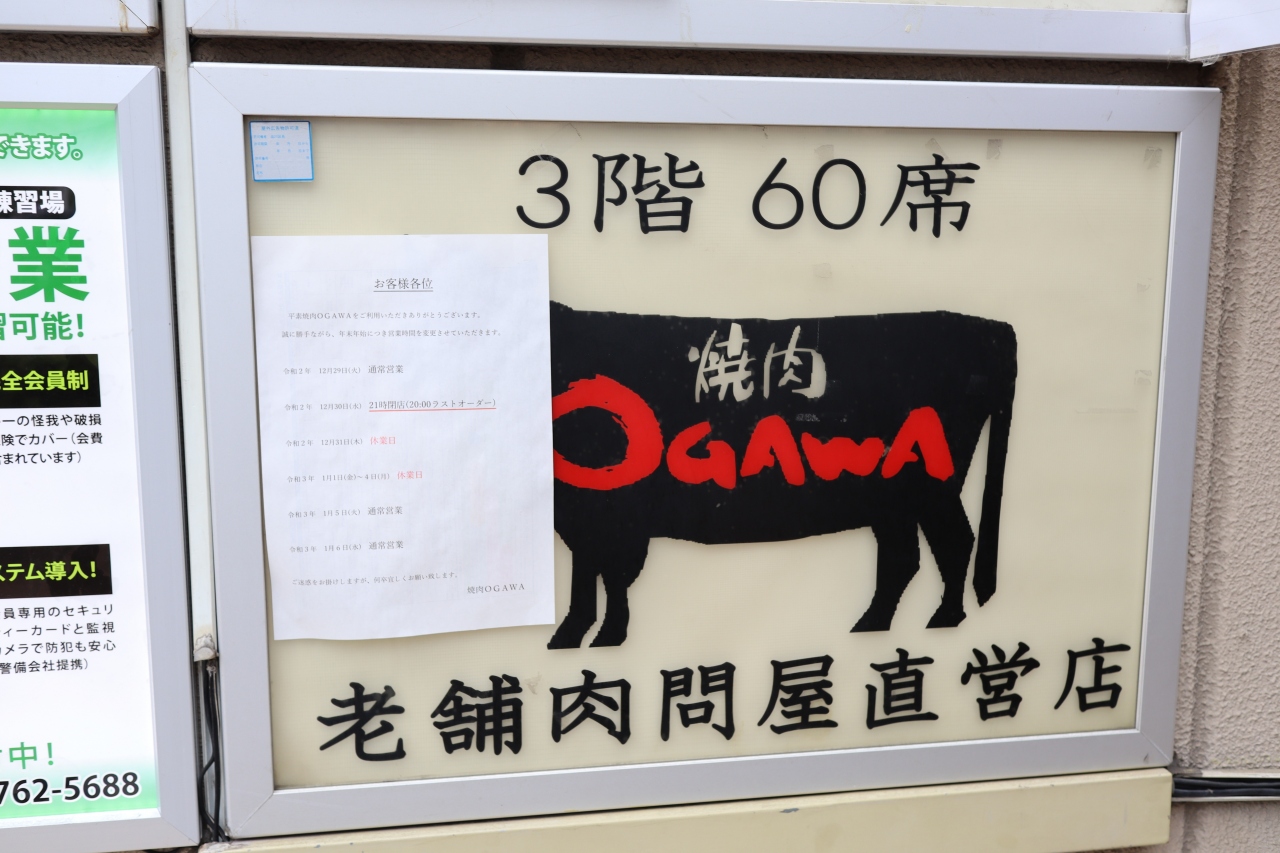 できます。
練習場
業
習可能!
全会員制
ーの怪我や破損
険でカバー(会費
まれています)
ステム導入!
員専用のセキュリ
ィーカードと監視
カメラで防犯も安心
警備会社提携)
中!
762-5688
3階 60席
お客様各位
平素焼肉OGAWAをご利用いただきありがとうございます。
誠に勝手ながら、年末年始につき営業時間を変更させていただきます。
令和2年 12月29日(火) 通常営業
令和2年 12月30日(水) 21時閉店(20:00ラストオーダー)
令和2年 12月31日(木) 休業日
令和3年 1月1日(金)~4日(月) 休業日
令和3年 1月5日(火) 通常営業
令和3年 1月6日(水) 通常営業
ご迷惑をお掛けしますが、何卒宜しくお願い致します。
焼肉OGAWA
焼肉
OGAWA
老舗肉問屋直営店